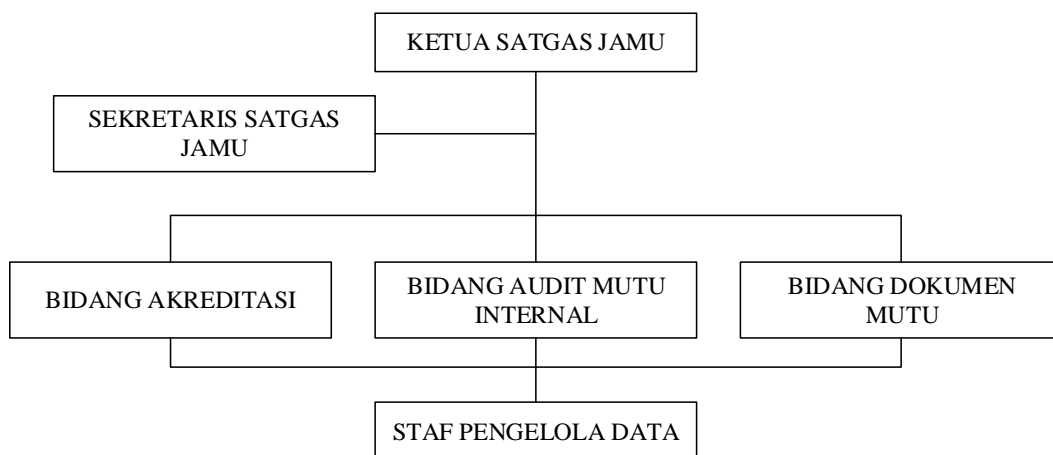 KETUA SATGAS JAMU
SEKRETARIS SATGAS
JAMU
BIDANG AKREDITASI
BIDANG AUDIT MUTU
INTERNAL
BIDANG DOKUMEN
MUTU
STAF PENGELOLA DATA